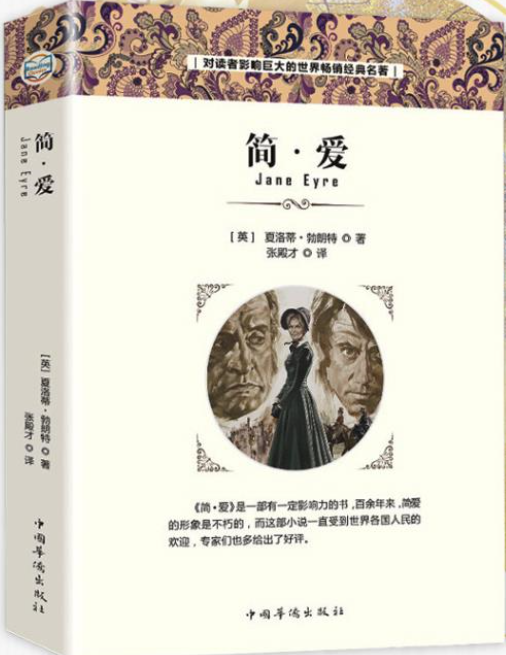 对读者影响巨大的世界畅销经典名著
简·爱
Jane Eyre
[英] 夏洛蒂·勃朗特 ◎ 著
张殿才 ◎ 译
《简·爱》是一部有一定影响力的书,百余年来,简爱
的形象是不朽的,而这部小说一直受到世界各国人民的
欢迎,专家们也多给出了好评。
中国华侨出版社
简·爱
Jane Eyre
[英] 夏洛蒂·勃朗特 ◎ 著
张殿才 ◎ 译
中国华侨出版社